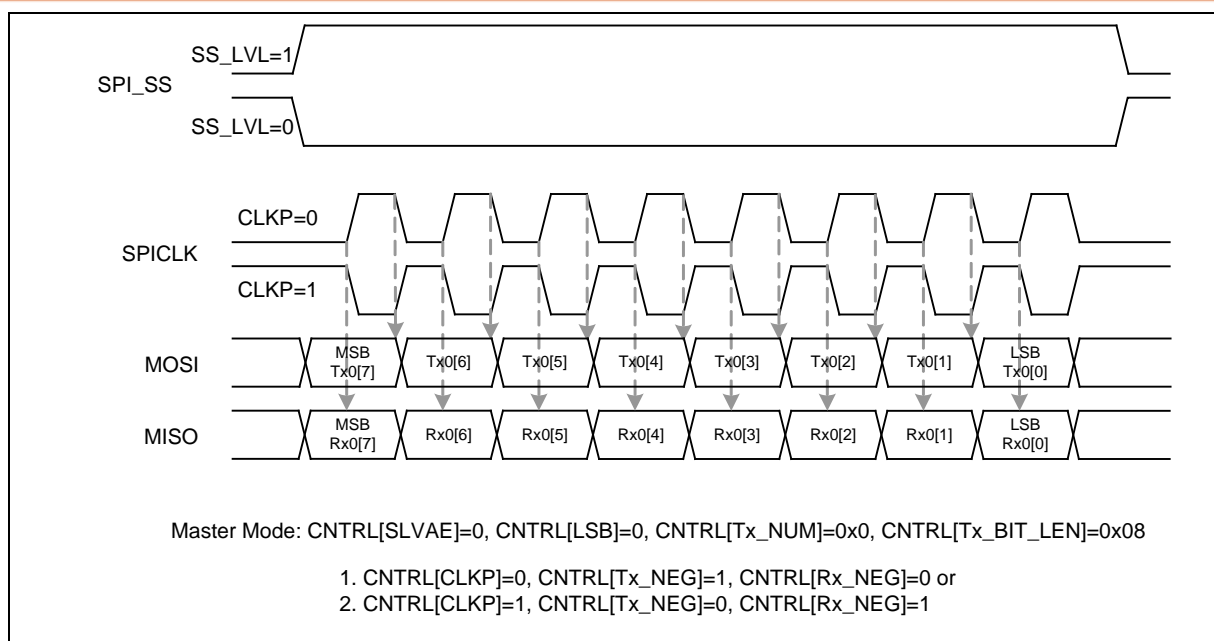 SS_LVL=1
SPI_SS
SS_LVL=0
CLKP=0
SPICLK
CLKP=1
MOSI
MSB
Tx0[7]
Tx0[6]
Tx0[5]
Tx0[4]
Tx0[3]
Tx0[2]
Tx0[1]
LSB
Tx0[0]
MISO
MSB
Rx0[7]
Rx0[6]
Rx0[5]
Rx0[4]
Rx0[3]
Rx0[2]
Rx0[1]
LSB
Rx0[0]
Master Mode: CNTRL[SLVAE]=0, CNTRL[LSB]=0, CNTRL[Tx_NUM]=0x0, CNTRL[Tx_BIT_LEN]=0x08
1. CNTRL[CLKP]=0, CNTRL[Tx_NEG]=1, CNTRL[Rx_NEG]=0 or
2. CNTRL[CLKP]=1, CNTRL[Tx_NEG]=0, CNTRL[Rx_NEG]=1